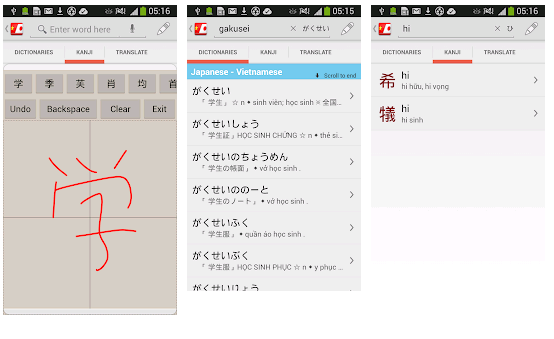 05:16
Enter word here
DICTIONARIES KANJI TRANSLATE
学 季 芙 肖 均 首
Undo Backspace Clear Exit
学
05:15
gakusei × がくせい
DICTIONARIES KANJI TRANSLATE
Japanese - Vietnamese
Scroll to end
がくせい
「 学生 」 ☆ n • sinh viên; học sinh ※ 全国...
がくせいしょう
「 学生証 」 HỌC SINH CHỨNG ☆ n • thẻ si...
がくせいのちょうめん
「 学生の帳面 」 • vở học sinh .
がくせいののーと
「 学生のノート 」 • vở học sinh .
がくせいふく
「 学生服 」 • quần áo học sinh .
がくせいふく
「 学生服 」 HỌC SINH PHỤC ☆ n • y phục ...
がくせいりょう
05:16
hi × ひ
DICTIONARIES KANJI TRANSLATE
希 hi
hi hữu, hi vọng
犠 hi
hi sinh